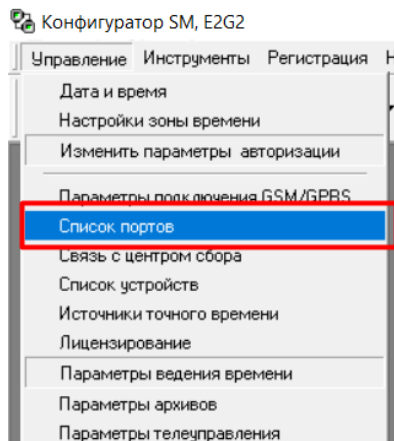 Конфигуратор SM, E2G2
Управление Инструменты Регистрация Н
Дата и время
Настройки зоны времени
Изменить параметры авторизации
Параметры подключения GSM/GPRS
Список портов
Связь с центром сбора
Список устройств
Источники точного времени
Лицензирование
Параметры ведения времени
Параметры архивов
Параметры телеуправления